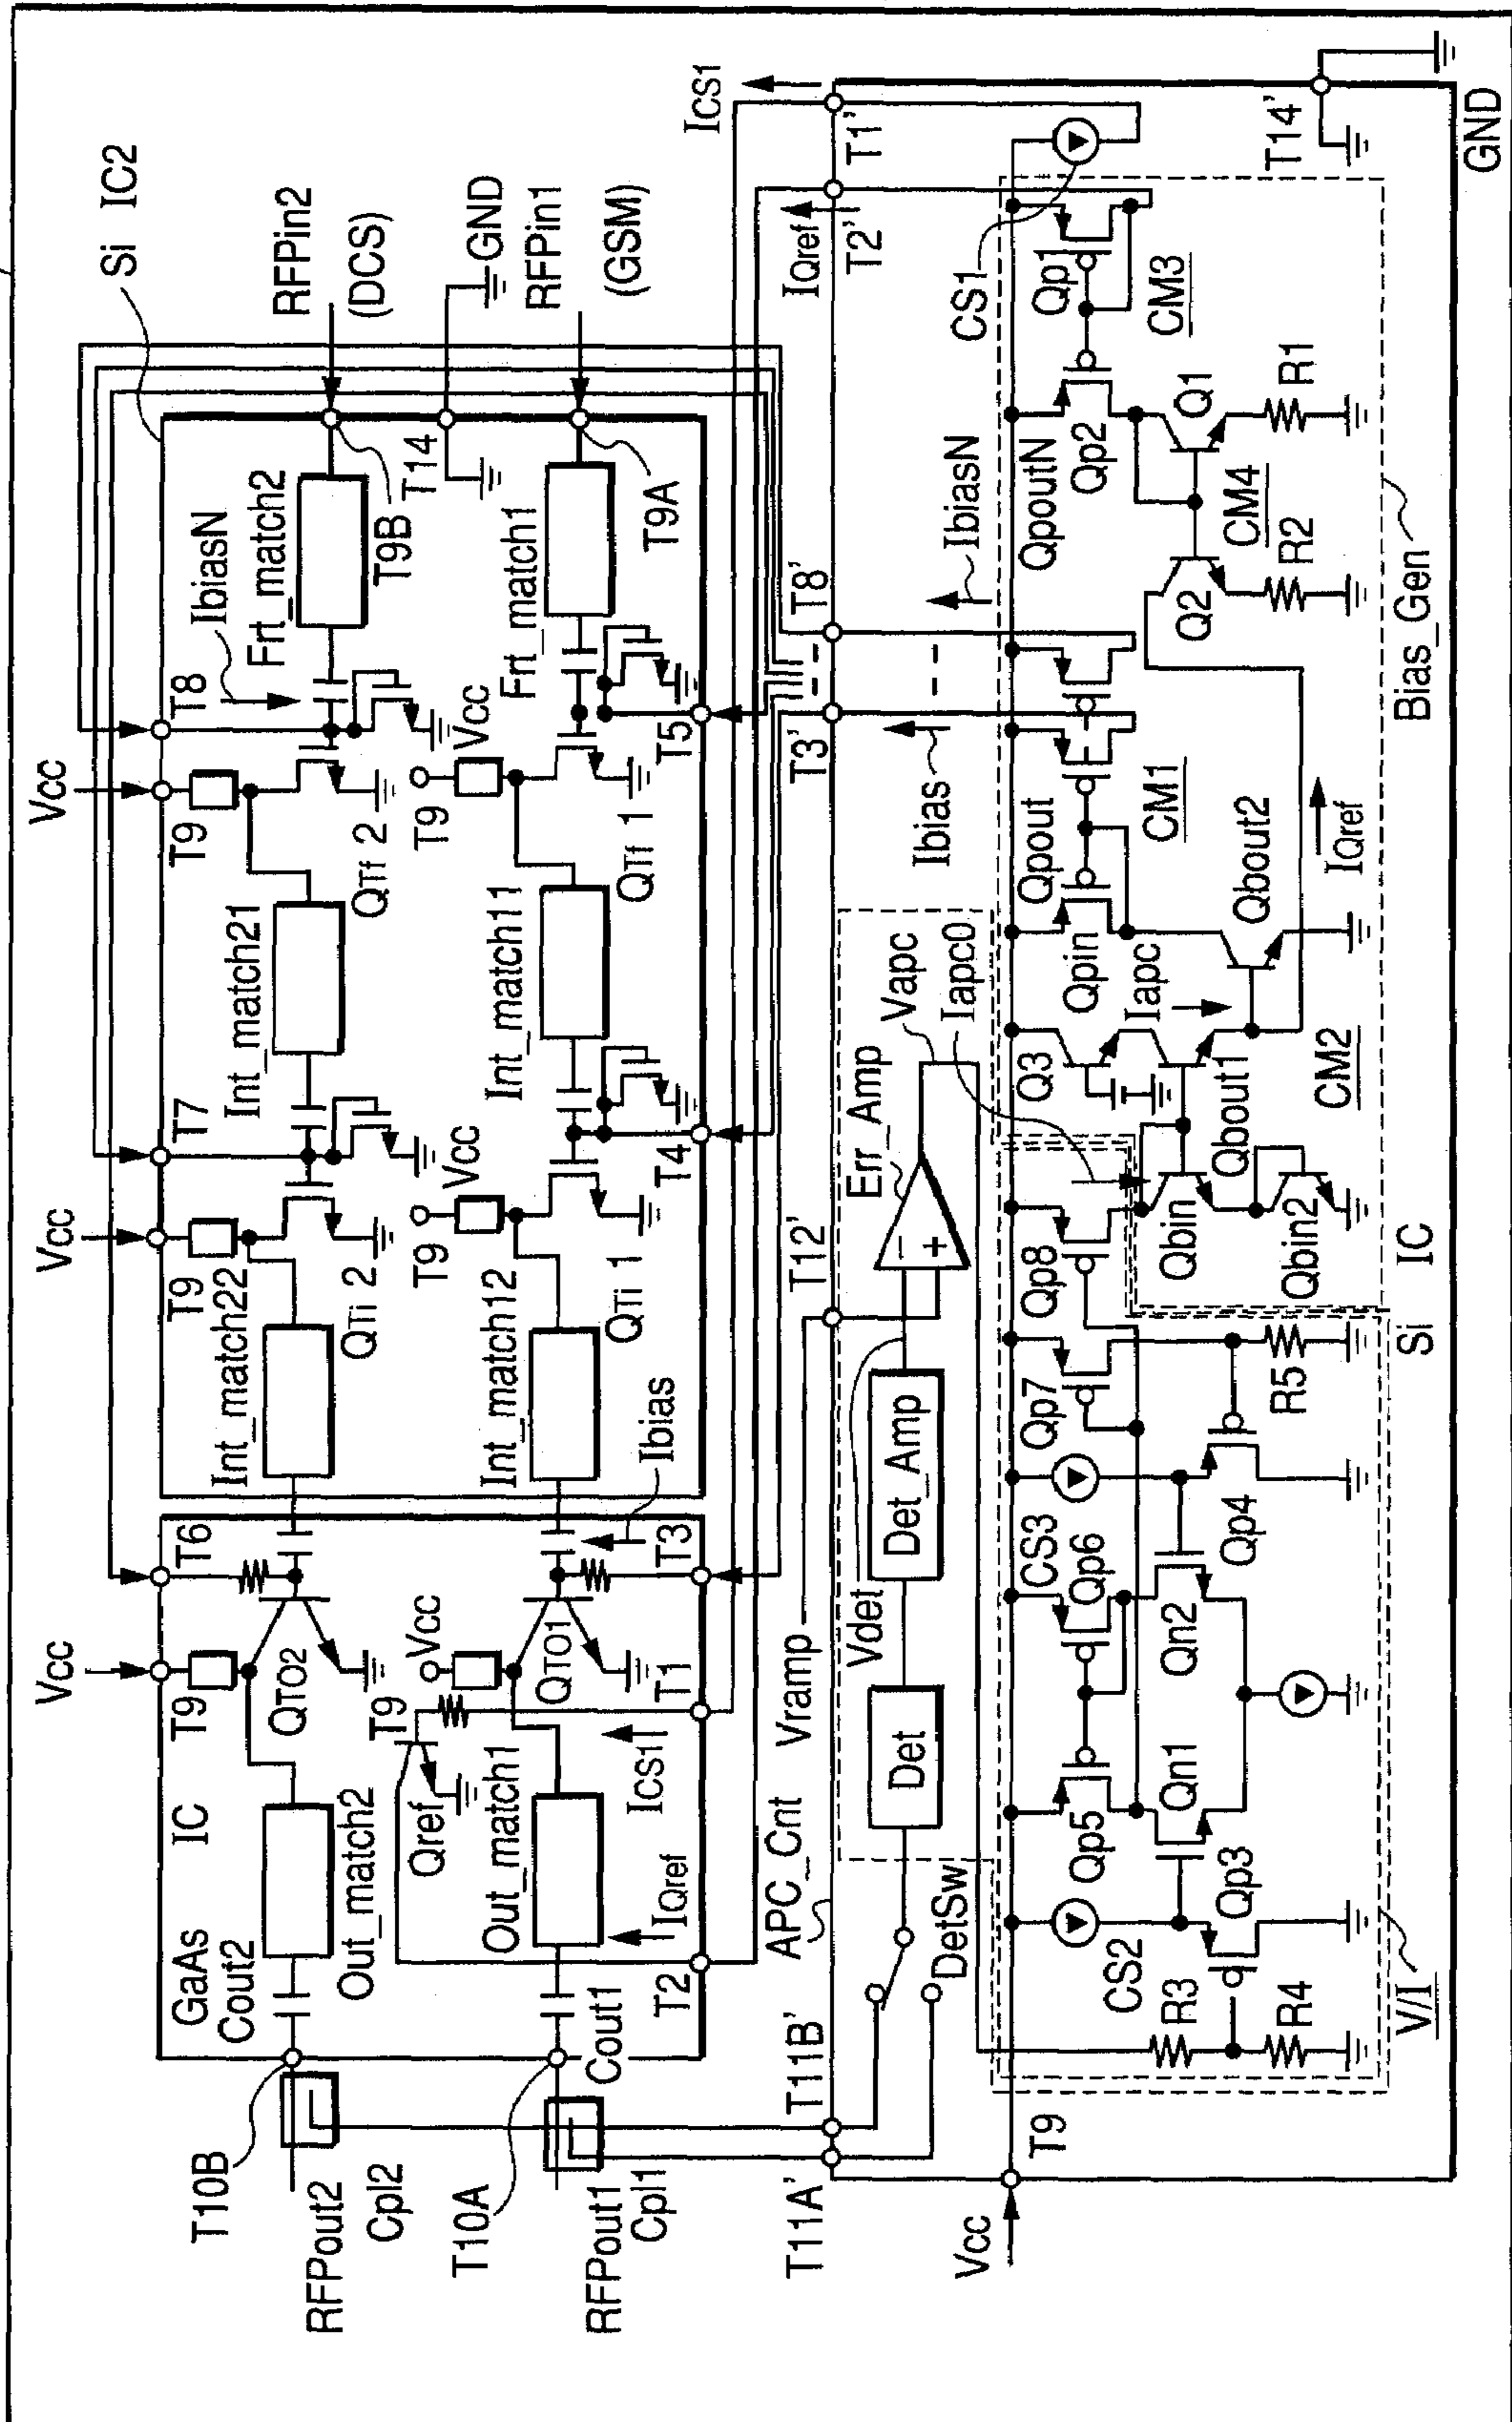 Si IC2
RFPin2
(DCS)
GND
RFPin1
(GSM)
ICS1
T8
IbiasN
Frt_match2
T9B
T14
Frt_match1
T9A
T5
Vcc
T9
QTf 2
Vcc
T9
QTf 1
Int_match21
Int_match11
T7
T4
Vcc
T9
QTi 2
Vcc
T9
QTi 1
Int_match22
Int_match12
Ibias
T6
T3
Vcc
T9
QTO2
Vcc
T9
QTO1
T1
GaAs IC
Cout2
Out_match2
Qref
Out_match1
ICS1
IQref
T2
Cout1
T10B
RFPout2
Cpl2
T10A
RFPout1
Cpl1
T11A'
T11B'
APC_Cnt
Vramp
T12'
T3'
T8'
T2'
IQref
T1'
T14'
GND
DetSw
Det
Vdet
Det_Amp
Err_Amp
Vapc
Iapc0
Ibias
IbiasN
CS1
Vcc
T9
R3
R4
CS2
Qp3
Qp5
Qn1
CS3
Qp6
Qn2
Qp4
Qp7
R5
Qp8
Qbin
Qbin2
Qbout1
Q3
Iapc
CM2
Qpin
Qpout
Qbout2
CM1
IQref
QpoutN
Q2
R2
CM4
Qp2
Q1
R1
Qp1
CM3
V/I
Si IC
Bias_Gen